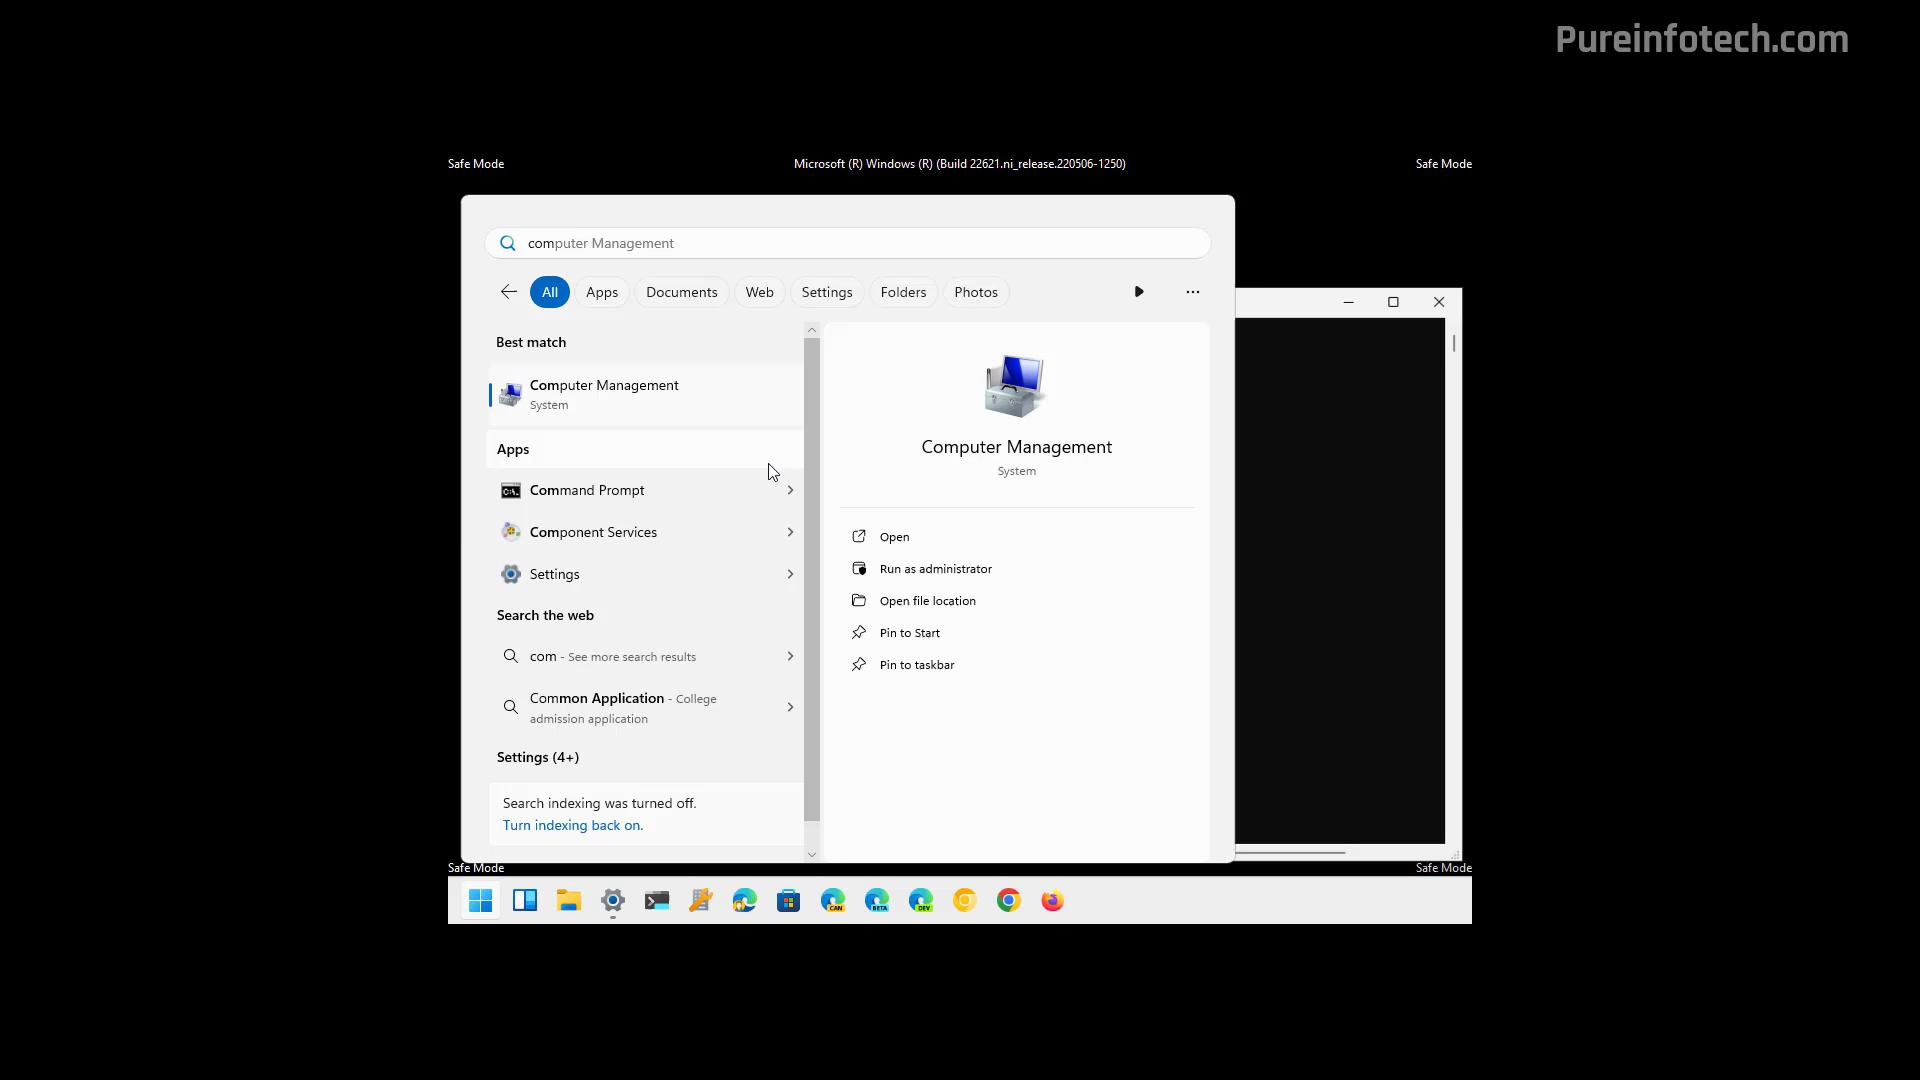 Pureinfotech.com
Safe Mode
Microsoft (R) Windows (R) (Build 22621.ni_release.220506-1250)
Safe Mode
computer Management
All
Apps
Documents
Web
Settings
Folders
Photos
Best match
Computer Management
System
Apps
Command Prompt
Component Services
Settings
Search the web
com - See more search results
Common Application - College
admission application
Settings (4+)
Search indexing was turned off.
Turn indexing back on.
Computer Management
System
Open
Run as administrator
Open file location
Pin to Start
Pin to taskbar
Safe Mode
Safe Mode
CAN
BETA
DEV